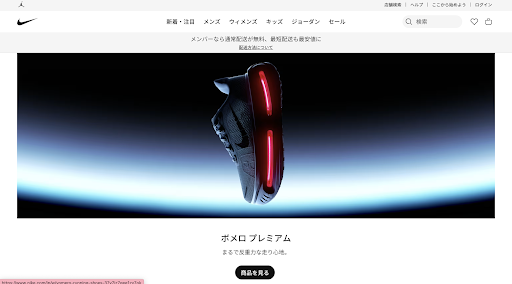 店舗検索 | ヘルプ | ここから始めよう | ログイン
新着・注目 メンズ ウィメンズ キッズ ジョーダン セール 検索
メンバーなら通常配送が無料、最短配送も最安値に
配送方法について
ボメロ プレミアム
まるで反重力な走り心地。
商品を見る